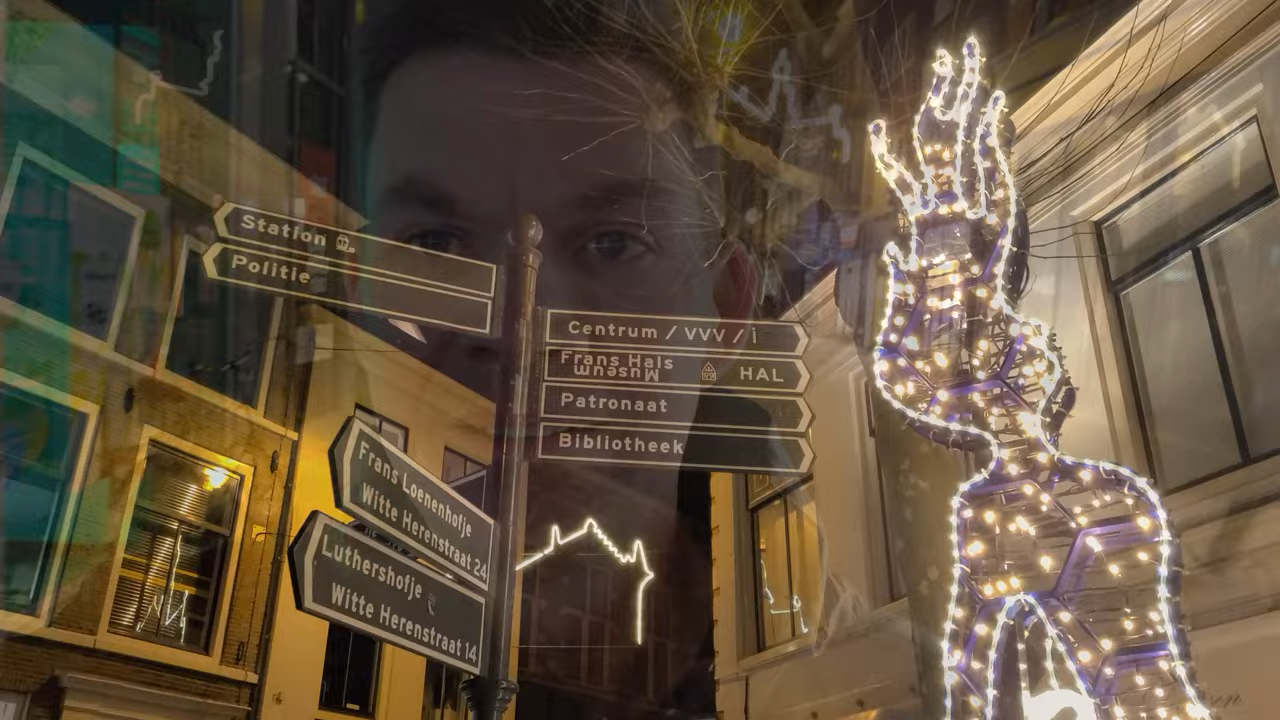 Station
Politie
Centrum / VVV / i
Frans Hals
Museum
HAL
Patronaat
Bibliotheek
Frans Loenenhofje
Witte Herenstraat 24
Luthershofje
Witte Herenstraat 14